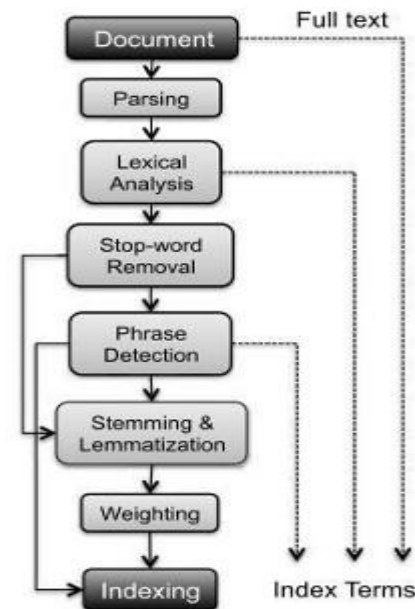 Full text
Document
Parsing
Lexical
Analysis
Stop-word
Removal
Phrase
Detection
Stemming &
Lemmatization
Weighting
Indexing
Index Terms